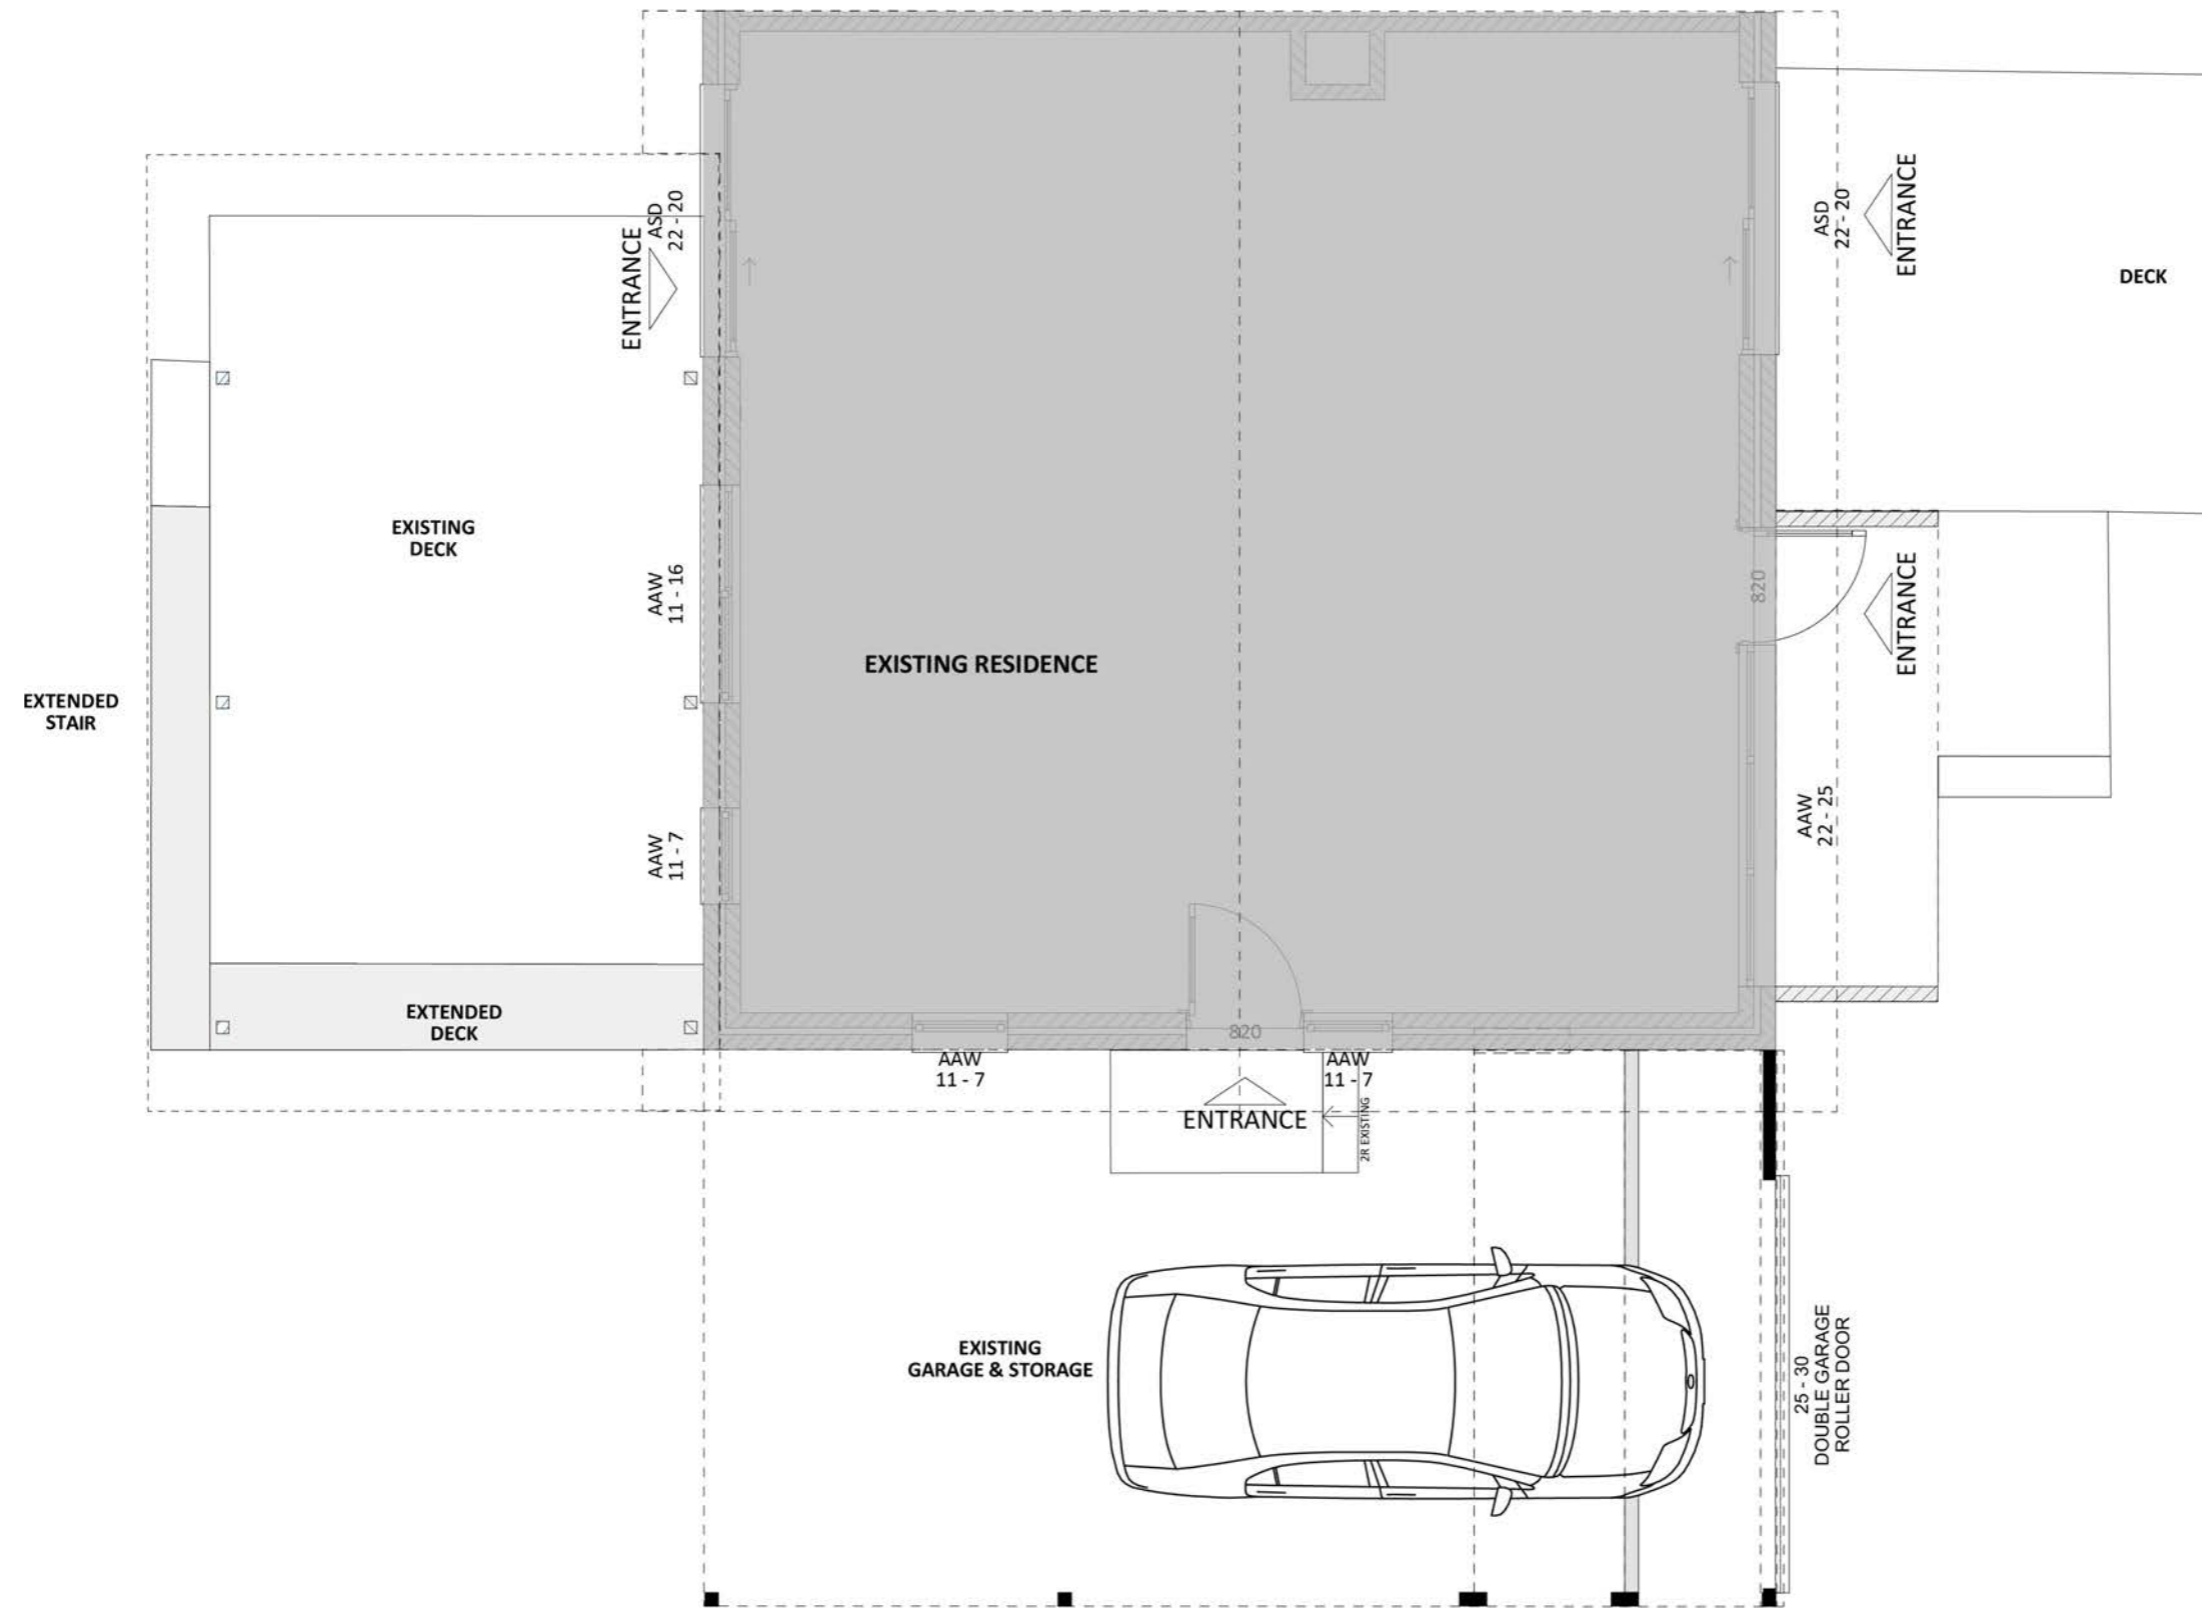 ASD
22 - 20
ENTRANCE
ASD
22 - 20
ENTRANCE
DECK
EXISTING
DECK
AAW
11 - 16
820
ENTRANCE
EXISTING RESIDENCE
EXTENDED
STAIR
AAW
11 - 7
AAW
22 - 25
EXTENDED
DECK
820
AAW
11 - 7
AAW
11 - 7
ENTRANCE
2R EXISTING
EXISTING
GARAGE & STORAGE
25 - 30
DOUBLE GARAGE
ROLLER DOOR